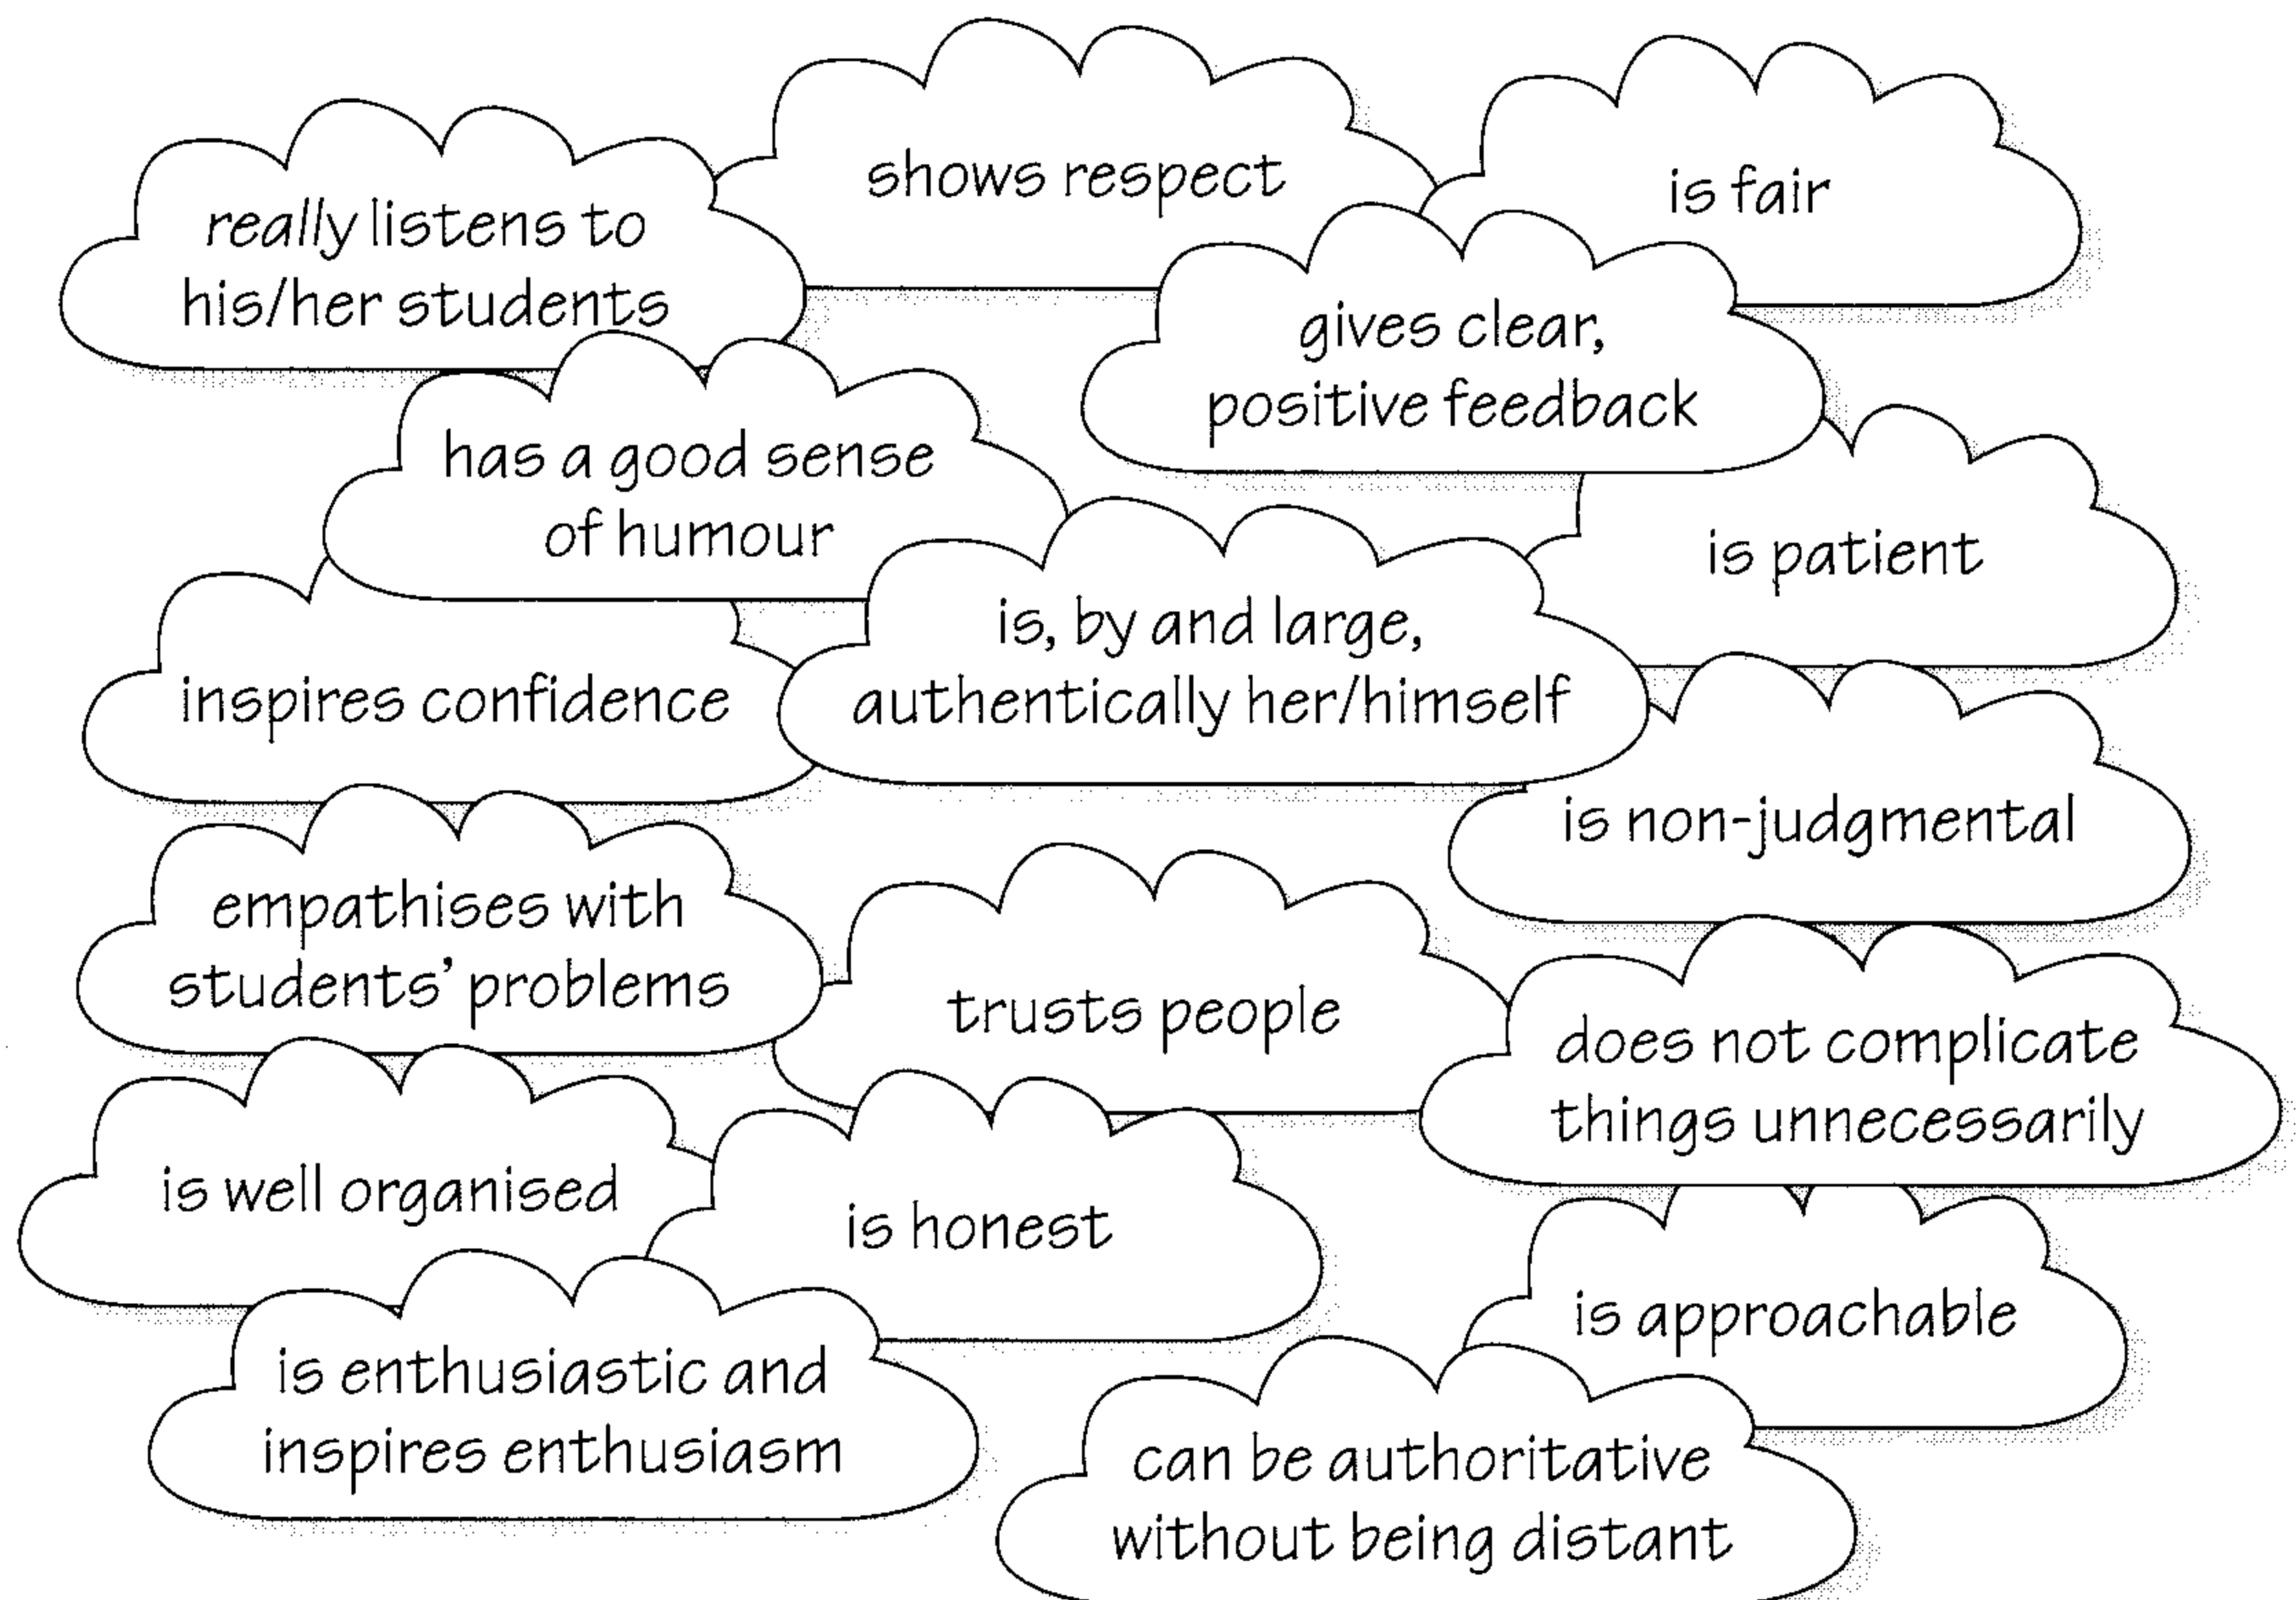 shows respect
is fair
really listens to
his/her students
gives clear,
positive feedback
has a good sense
of humour
is patient
is, by and large,
authentically her/himself
inspires confidence
is non-judgmental
empathises with
students' problems
trusts people
does not complicate
things unnecessarily
is well organised
is honest
is approachable
is enthusiastic and
inspires enthusiasm
can be authoritative
without being distant